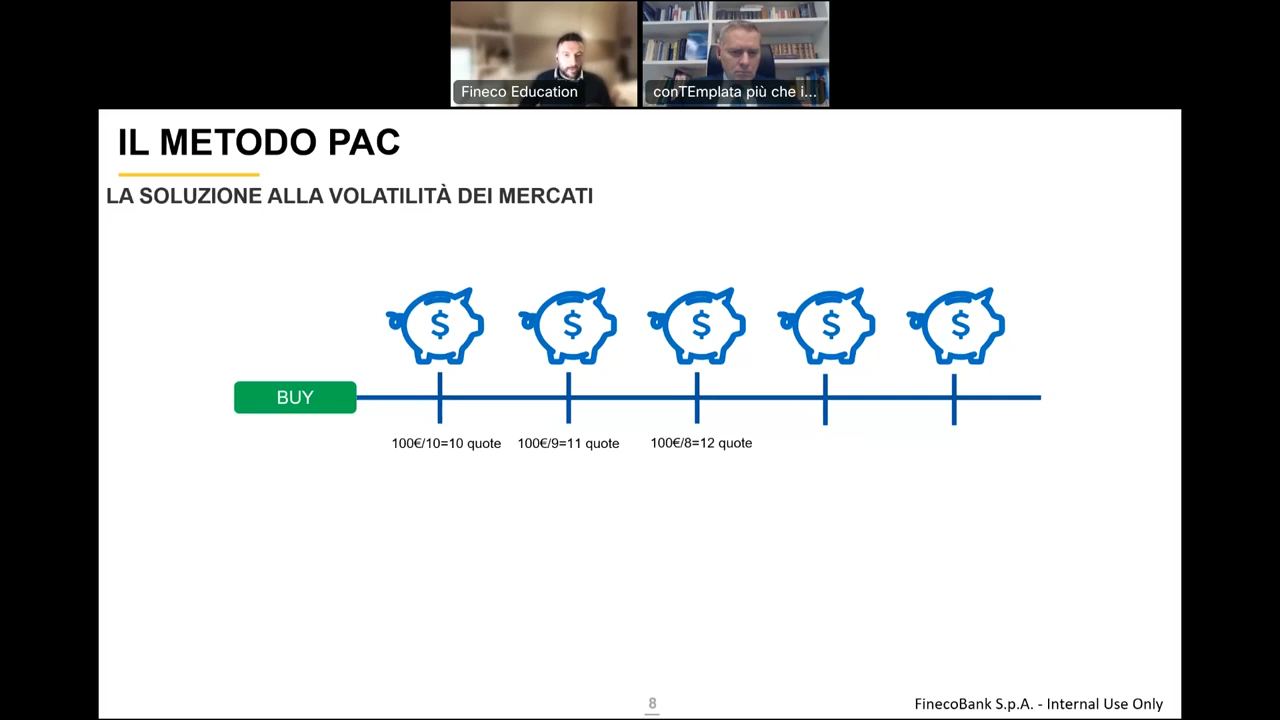 Fineco Education
conTEmplata più che i...
IL METODO PAC
LA SOLUZIONE ALLA VOLATILITÀ DEI MERCATI
$ $ $ $ $
BUY
100€/10=10 quote 100€/9=11 quote 100€/8=12 quote
8
FinecoBank S.p.A. - Internal Use Only